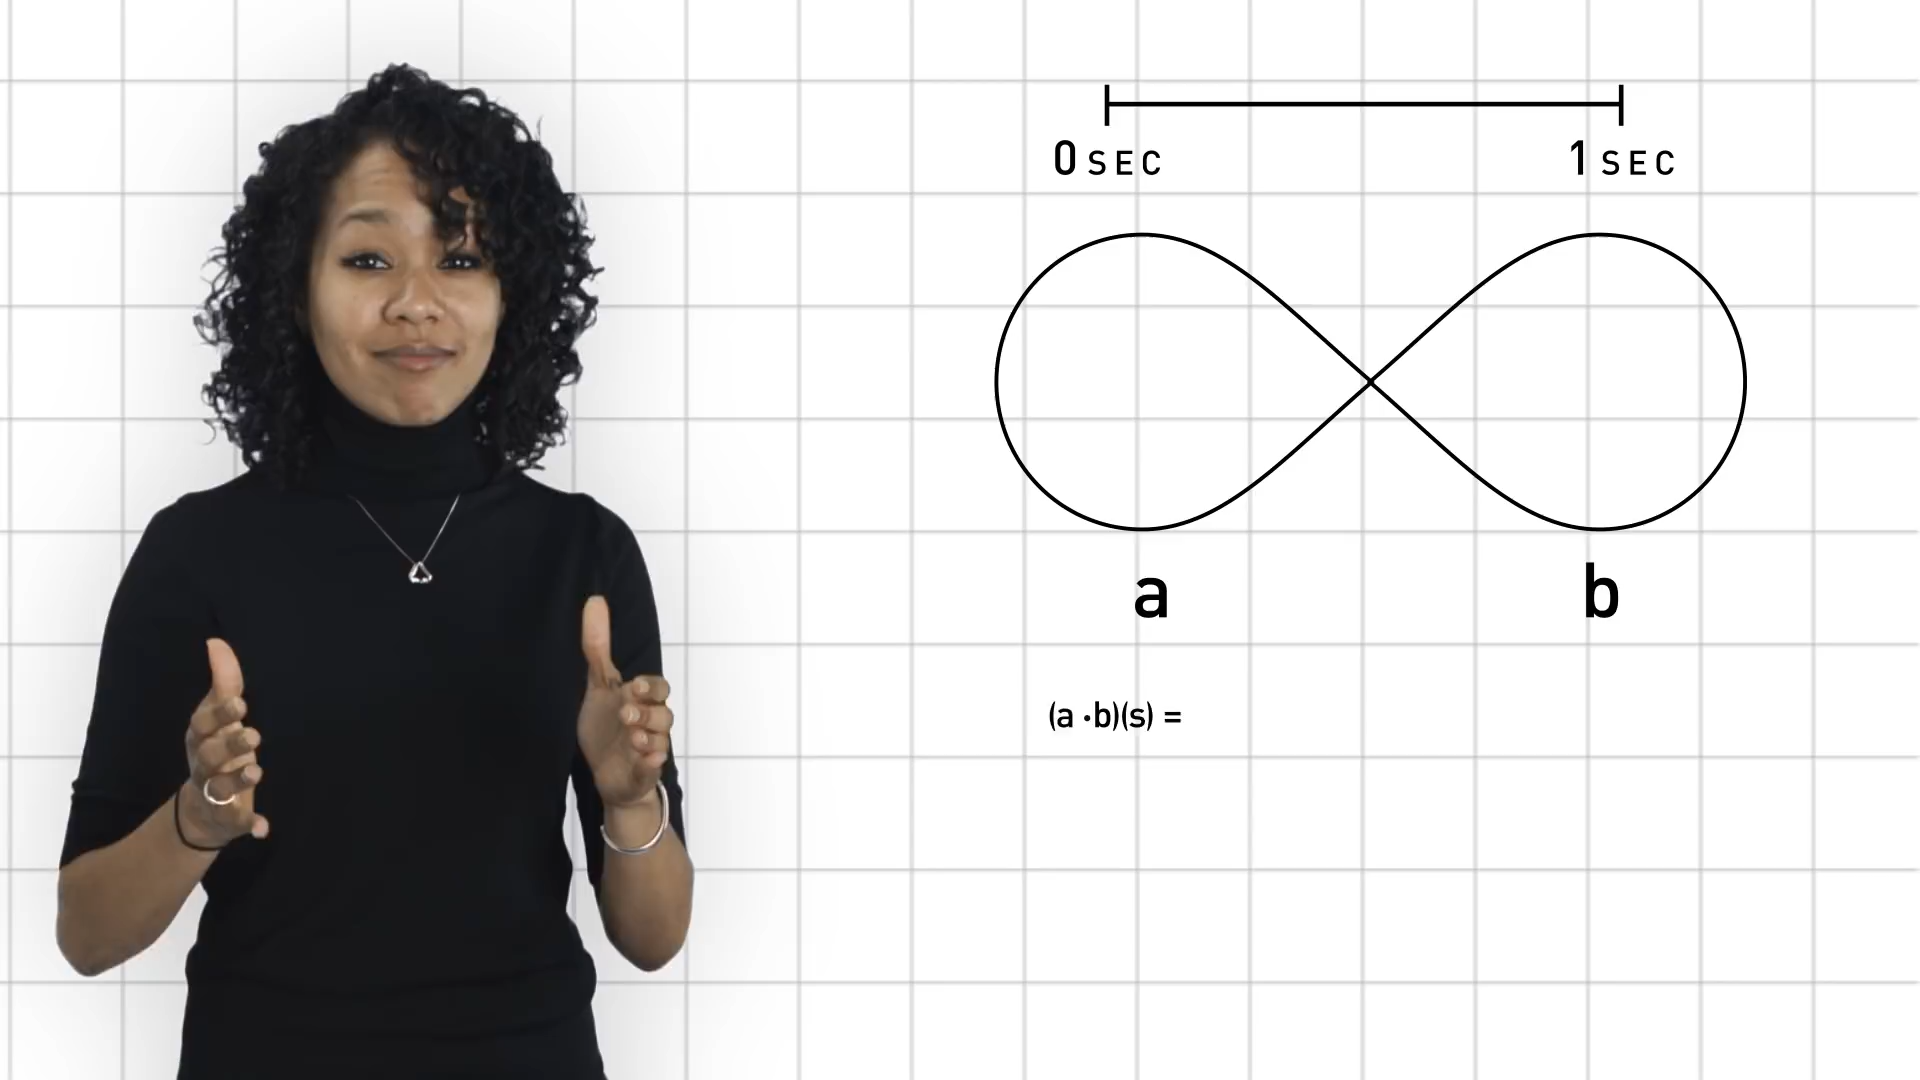 0 SEC 1 SEC
a b
(a •b)(s) =